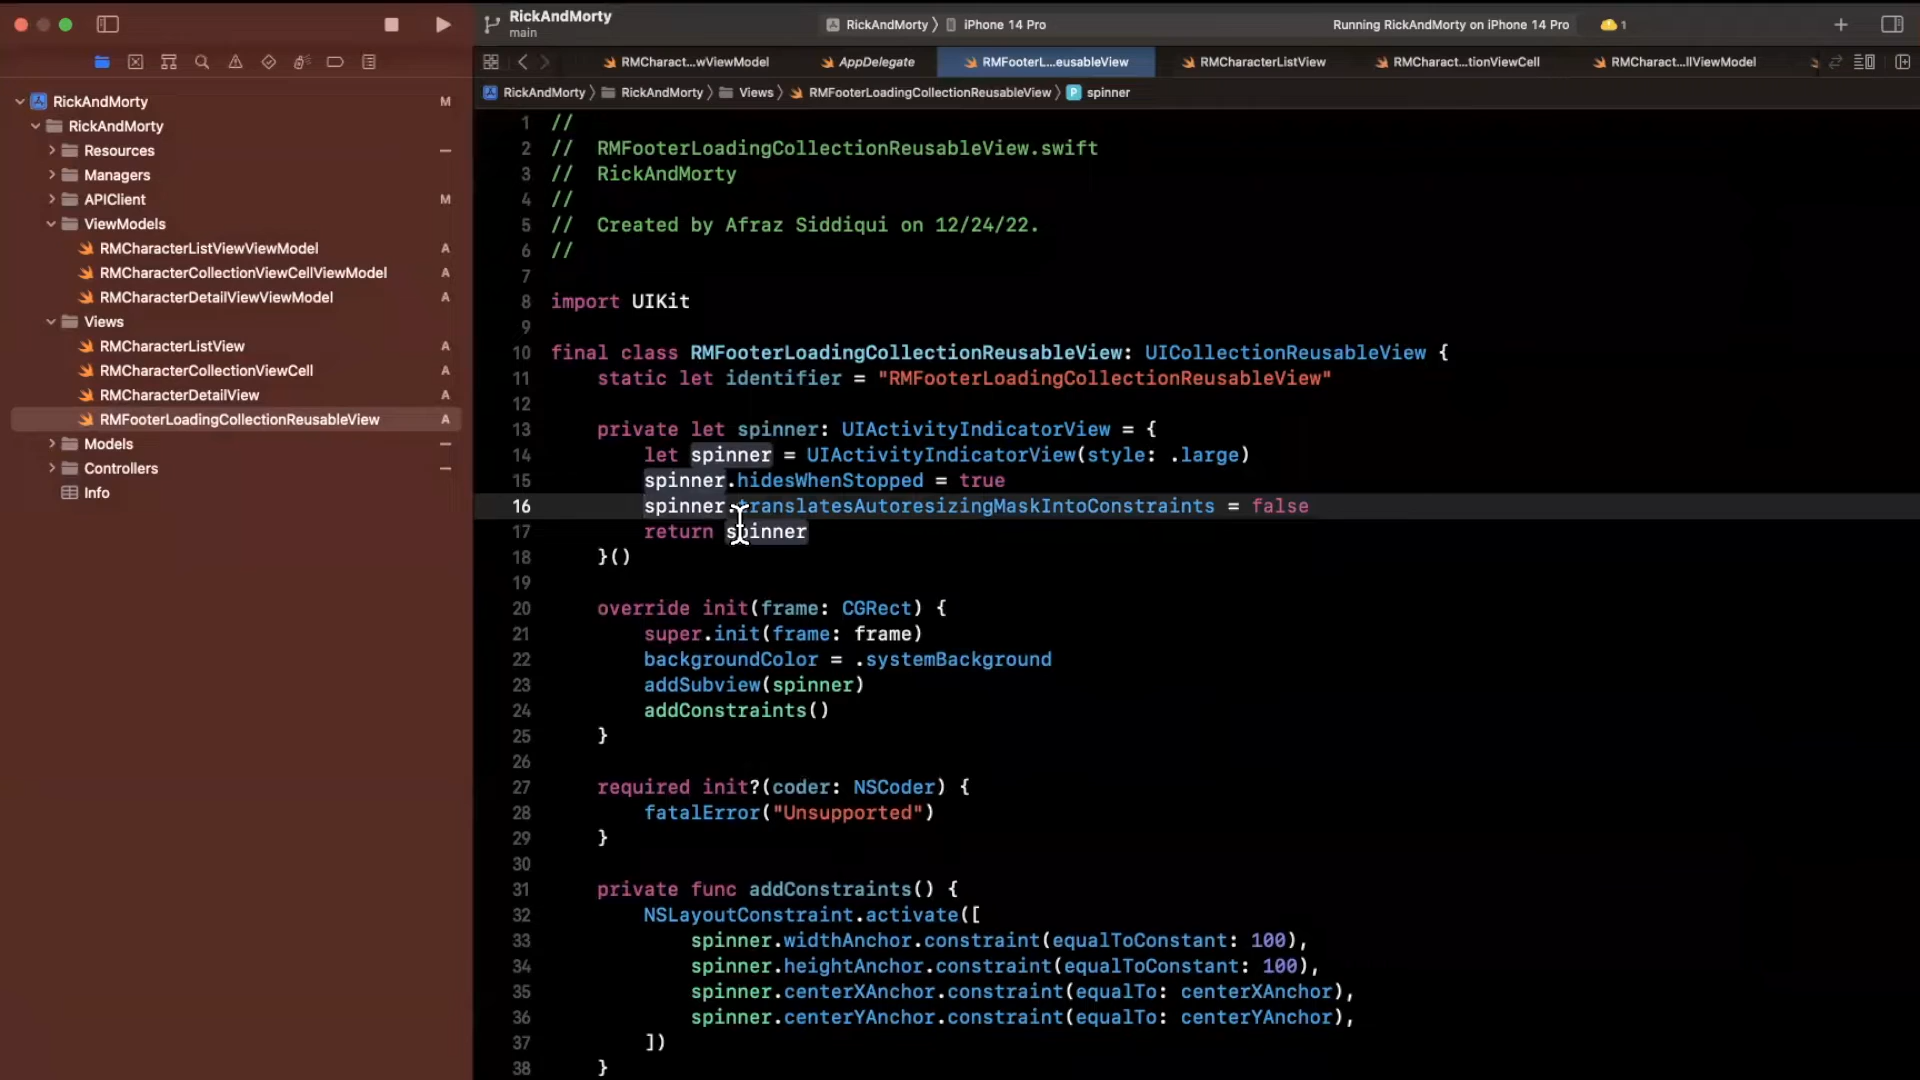 RickAndMorty
main
RickAndMorty
iPhone 14 Pro
Running RickAndMorty on iPhone 14 Pro
1
RMCharact...wViewModel
AppDelegate
RMFooterL...eusableView
RMCharacterListView
RMCharact...tionViewCell
RMCharact...llViewModel
RickAndMorty
RickAndMorty
Views
RMFooterLoadingCollectionReusableView
P
spinner
RickAndMorty M
RickAndMorty
Resources
Managers
APIClient M
ViewModels
RMCharacterListViewViewModel A
RMCharacterCollectionViewCellViewModel A
RMCharacterDetailViewViewModel A
Views
RMCharacterListView A
RMCharacterCollectionViewCell A
RMCharacterDetailView A
RMFooterLoadingCollectionReusableView A
Models
Controllers
Info
1 //
2 // RMFooterLoadingCollectionReusableView.swift
3 // RickAndMorty
4 //
5 // Created by Afraz Siddiqui on 12/24/22.
6 //
7
8 import UIKit
9
10 final class RMFooterLoadingCollectionReusableView: UICollectionReusableView {
11 static let identifier = "RMFooterLoadingCollectionReusableView"
12
13 private let spinner: UIActivityIndicatorView = {
14 let spinner = UIActivityIndicatorView(style: .large)
15 spinner.hidesWhenStopped = true
16 spinner.translatesAutoresizingMaskIntoConstraints = false
17 return spinner
18 }()
19
20 override init(frame: CGRect) {
21 super.init(frame: frame)
22 backgroundColor = .systemBackground
23 addSubview(spinner)
24 addConstraints()
25 }
26
27 required init?(coder: NSCoder) {
28 fatalError("Unsupported")
29 }
30
31 private func addConstraints() {
32 NSLayoutConstraint.activate([
33 spinner.widthAnchor.constraint(equalToConstant: 100),
34 spinner.heightAnchor.constraint(equalToConstant: 100),
35 spinner.centerXAnchor.constraint(equalTo: centerXAnchor),
36 spinner.centerYAnchor.constraint(equalTo: centerYAnchor),
37 ])
38 }